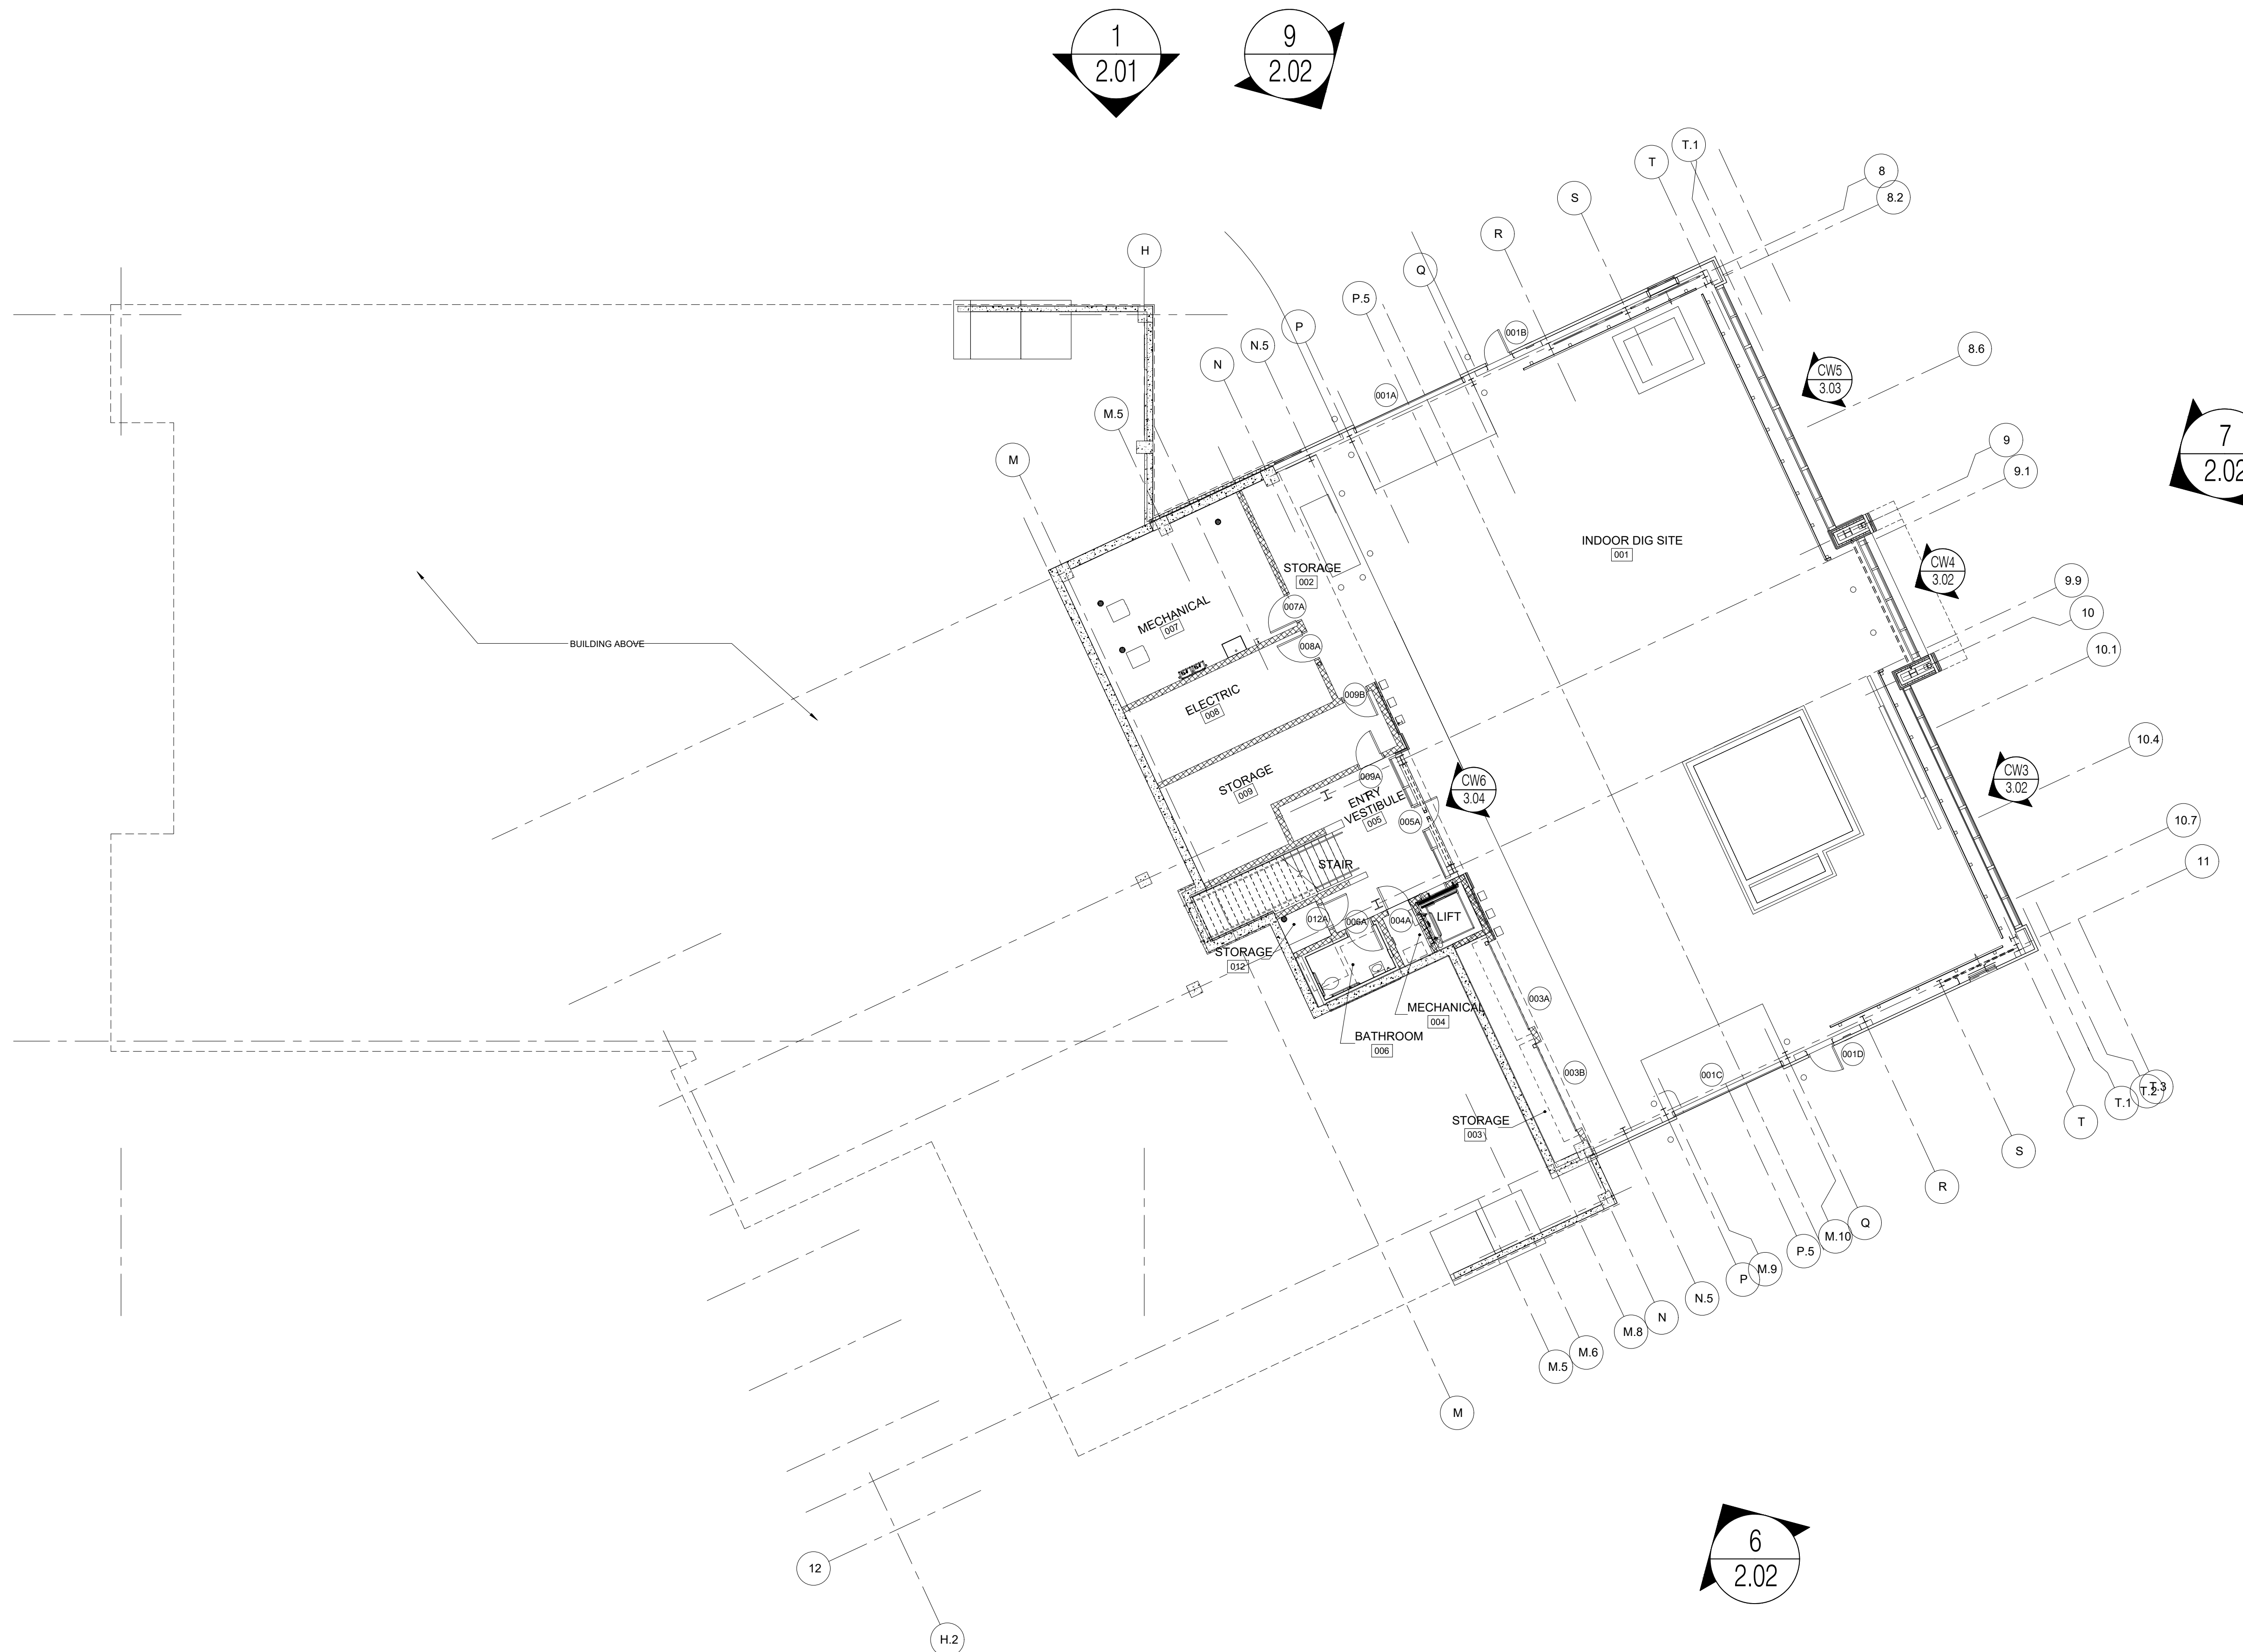 1
2.01
9
2.02
T.1
T
8
8.2
S
R
H
Q
P.5
P
N.5
N
M.5
M
001B
001A
8.6
CW5
3.03
9
9.1
7
2.02
INDOOR DIG SITE
001
STORAGE
002
CW4
3.02
9.9
10
10.1
MECHANICAL
007
007A
008A
BUILDING ABOVE
ELECTRIC
008
009B
10.4
STORAGE
009
009A
ENTRY
VESTIBULE
005
005A
CW6
3.04
CW3
3.02
10.7
11
STAIR
LIFT
012A
006A
004A
STORAGE
012
MECHANICAL
004
BATHROOM
006
003A
003B
001C
001D
STORAGE
003
T.3
T.2
T.1
T
S
R
Q
M.10
P.5
M.9
P
N.5
N
M.8
M.6
M.5
M
6
2.02
12
H.2